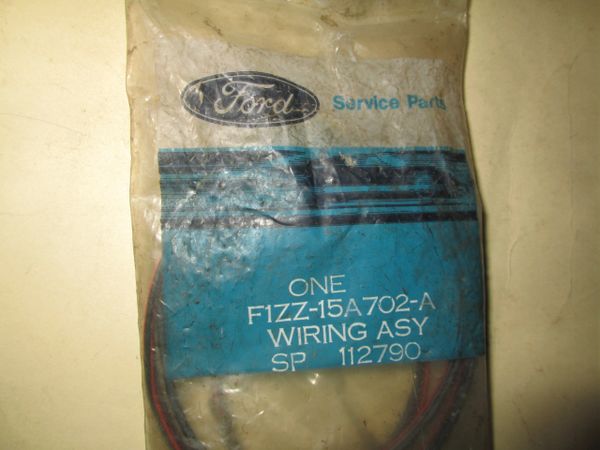 Ford Service Parts
ONE
F1ZZ-15A702-A
WIRING ASY
SP 112790